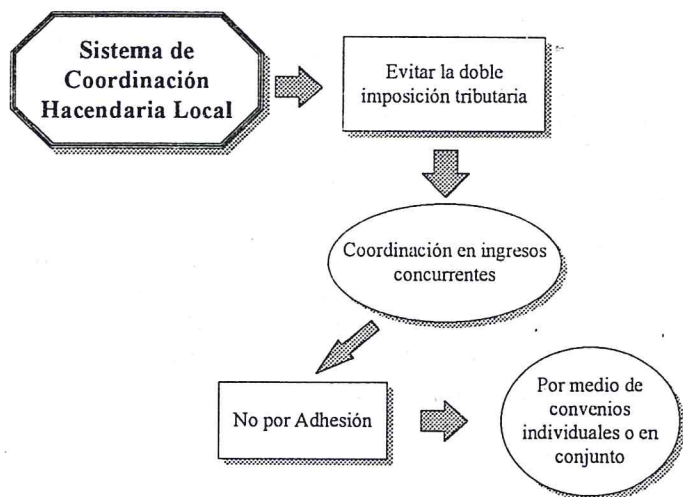 Sistema de
Coordinación
Hacendaria Local
Evitar la doble
imposición tributaria
Coordinación en ingresos
concurrentes
No por Adhesión
Por medio de
convenios
individuales o en
conjunto